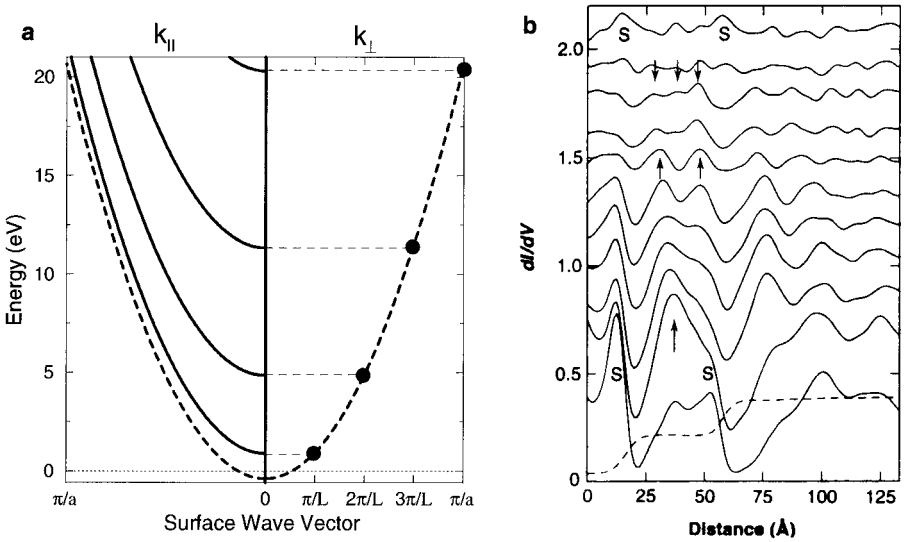 a
k||
k⊥
20
15
10
5
0
Energy (eV)
π/a
0
π/L
2π/L
3π/L
π/a
Surface Wave Vector
b
S
S
S
S
2.0
1.5
1.0
0.5
0
dI/dV
0
25
50
75
100
125
Distance (Å)